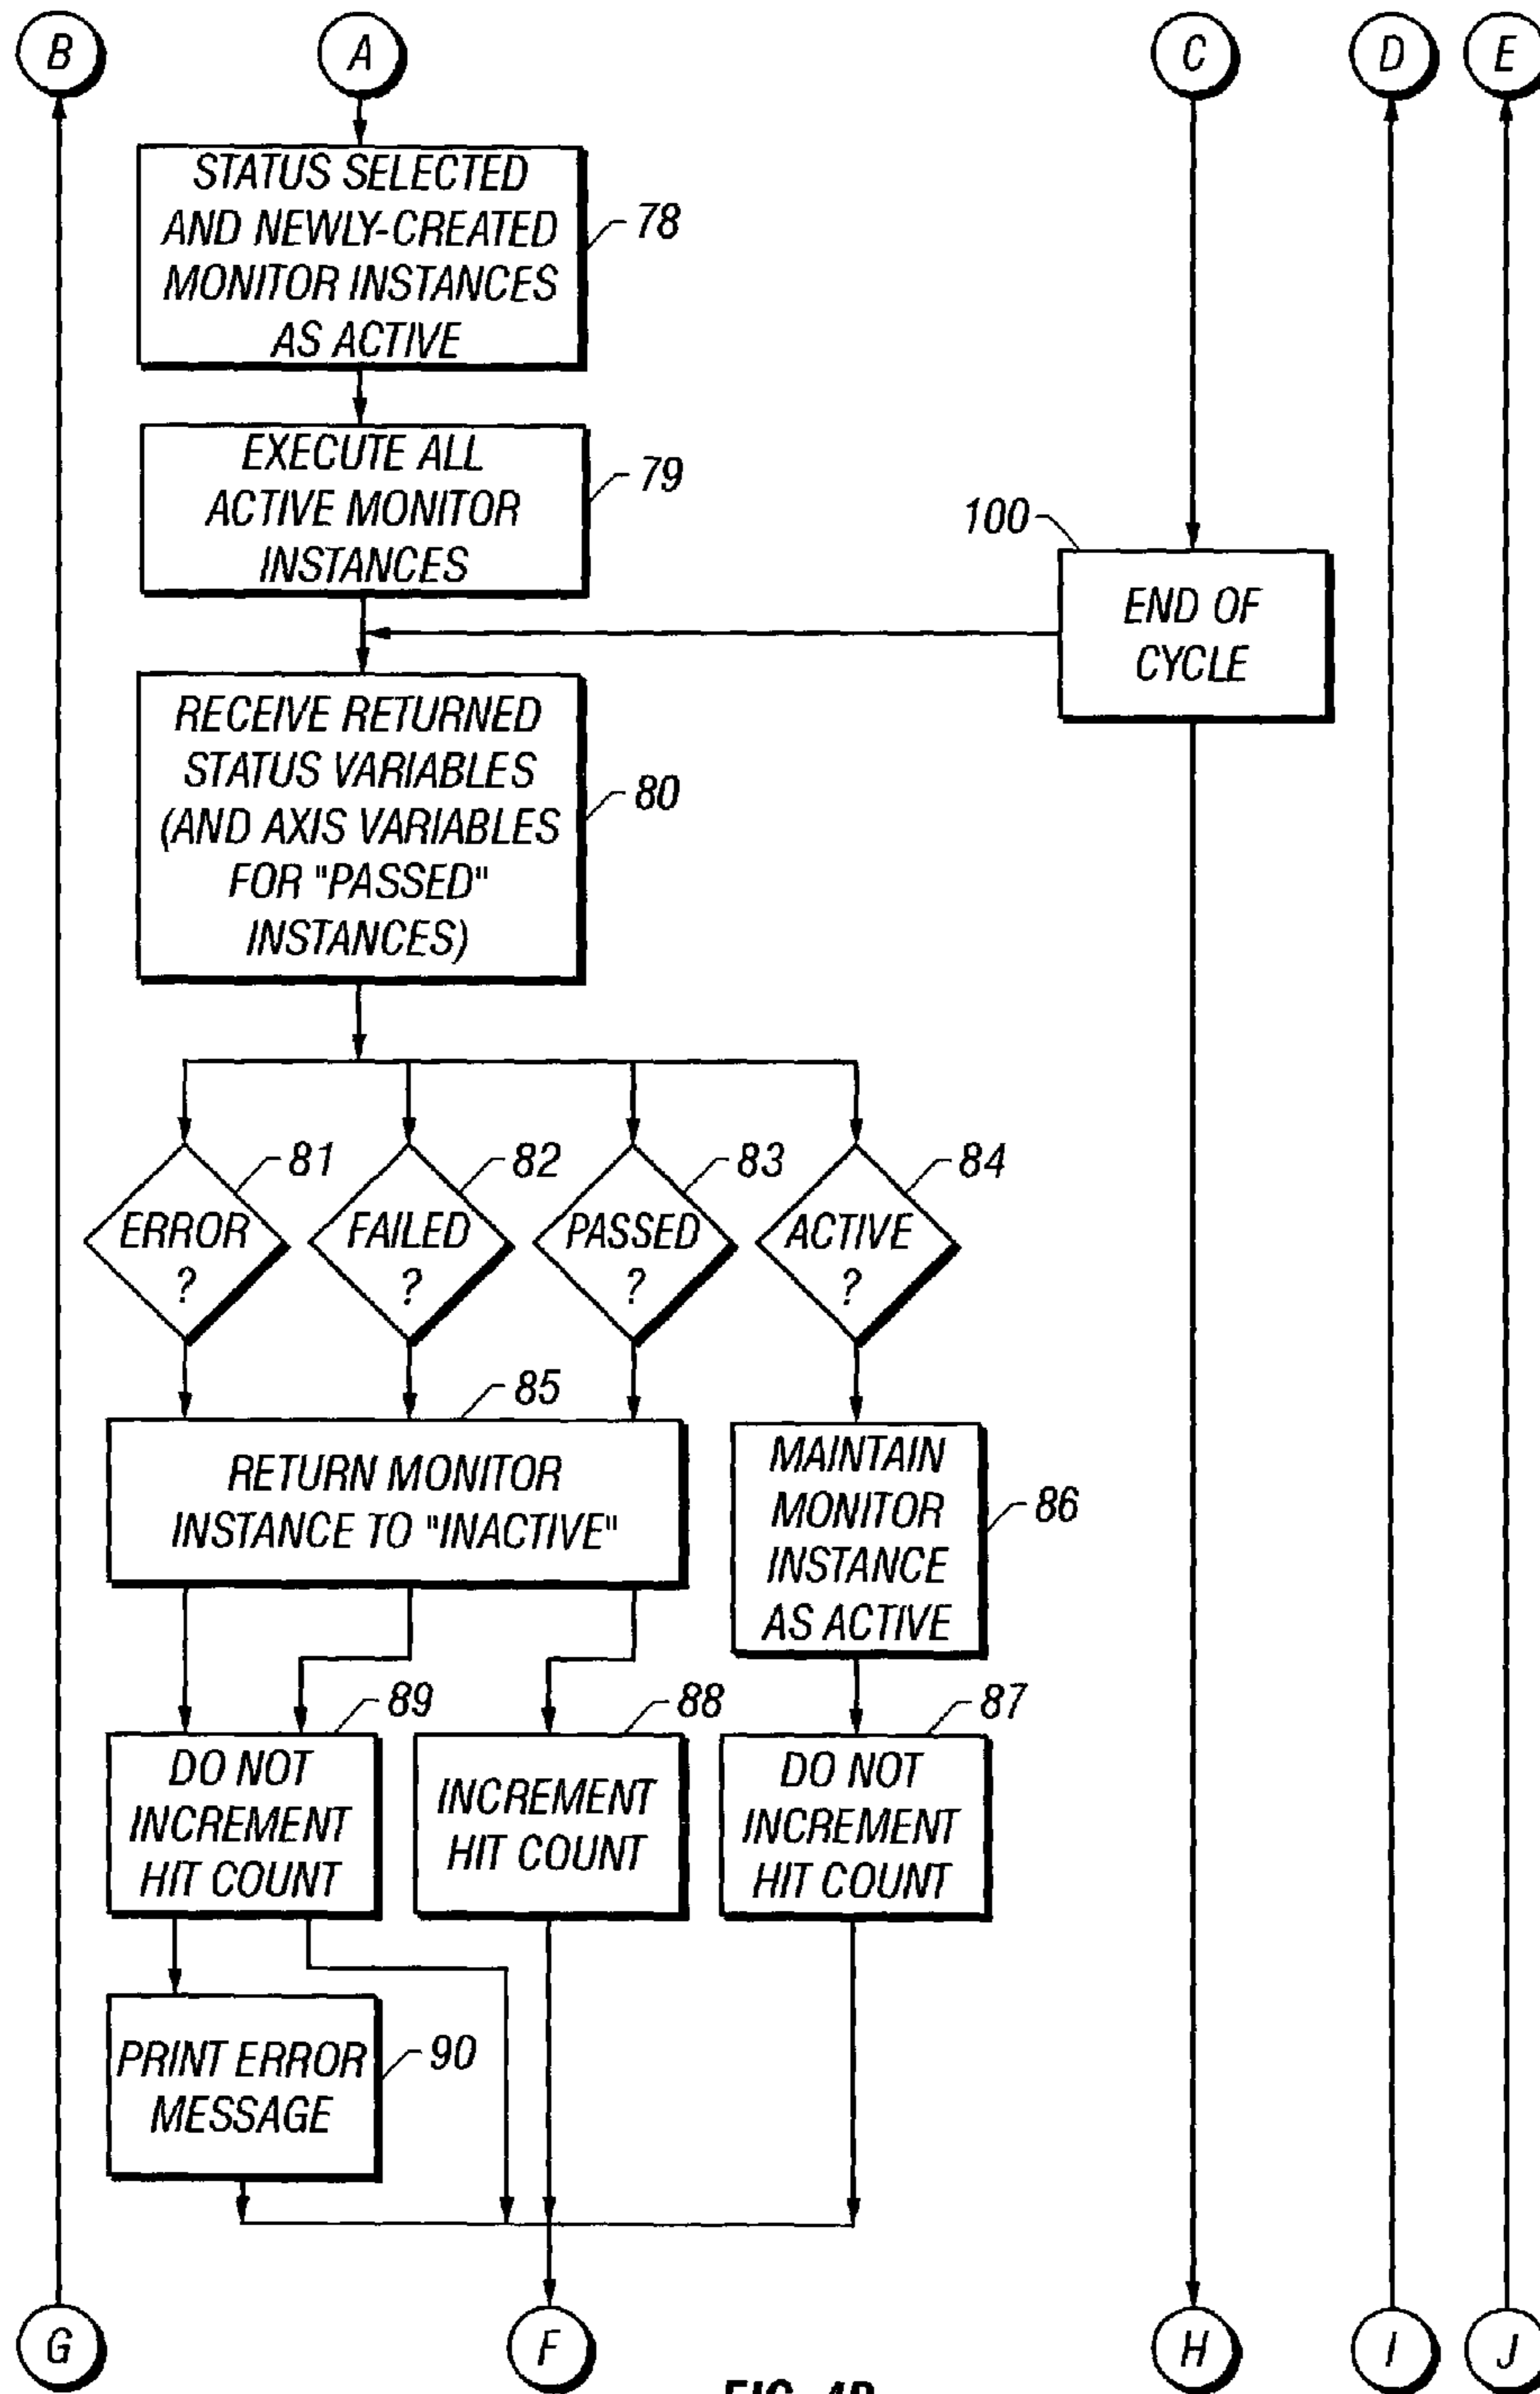 B
A
C
D
E
STATUS SELECTED
AND NEWLY-CREATED
MONITOR INSTANCES
AS ACTIVE
78
EXECUTE ALL
ACTIVE MONITOR
INSTANCES
79
100
END OF
CYCLE
RECEIVE RETURNED
STATUS VARIABLES
(AND AXIS VARIABLES
FOR "PASSED"
INSTANCES)
80
81
82
83
84
ERROR
?
FAILED
?
PASSED
?
ACTIVE
?
85
RETURN MONITOR
INSTANCE TO "INACTIVE"
MAINTAIN
MONITOR
INSTANCE
AS ACTIVE
86
89
88
87
DO NOT
INCREMENT
HIT COUNT
INCREMENT
HIT COUNT
DO NOT
INCREMENT
HIT COUNT
PRINT ERROR
MESSAGE
90
G
F
H
I
J